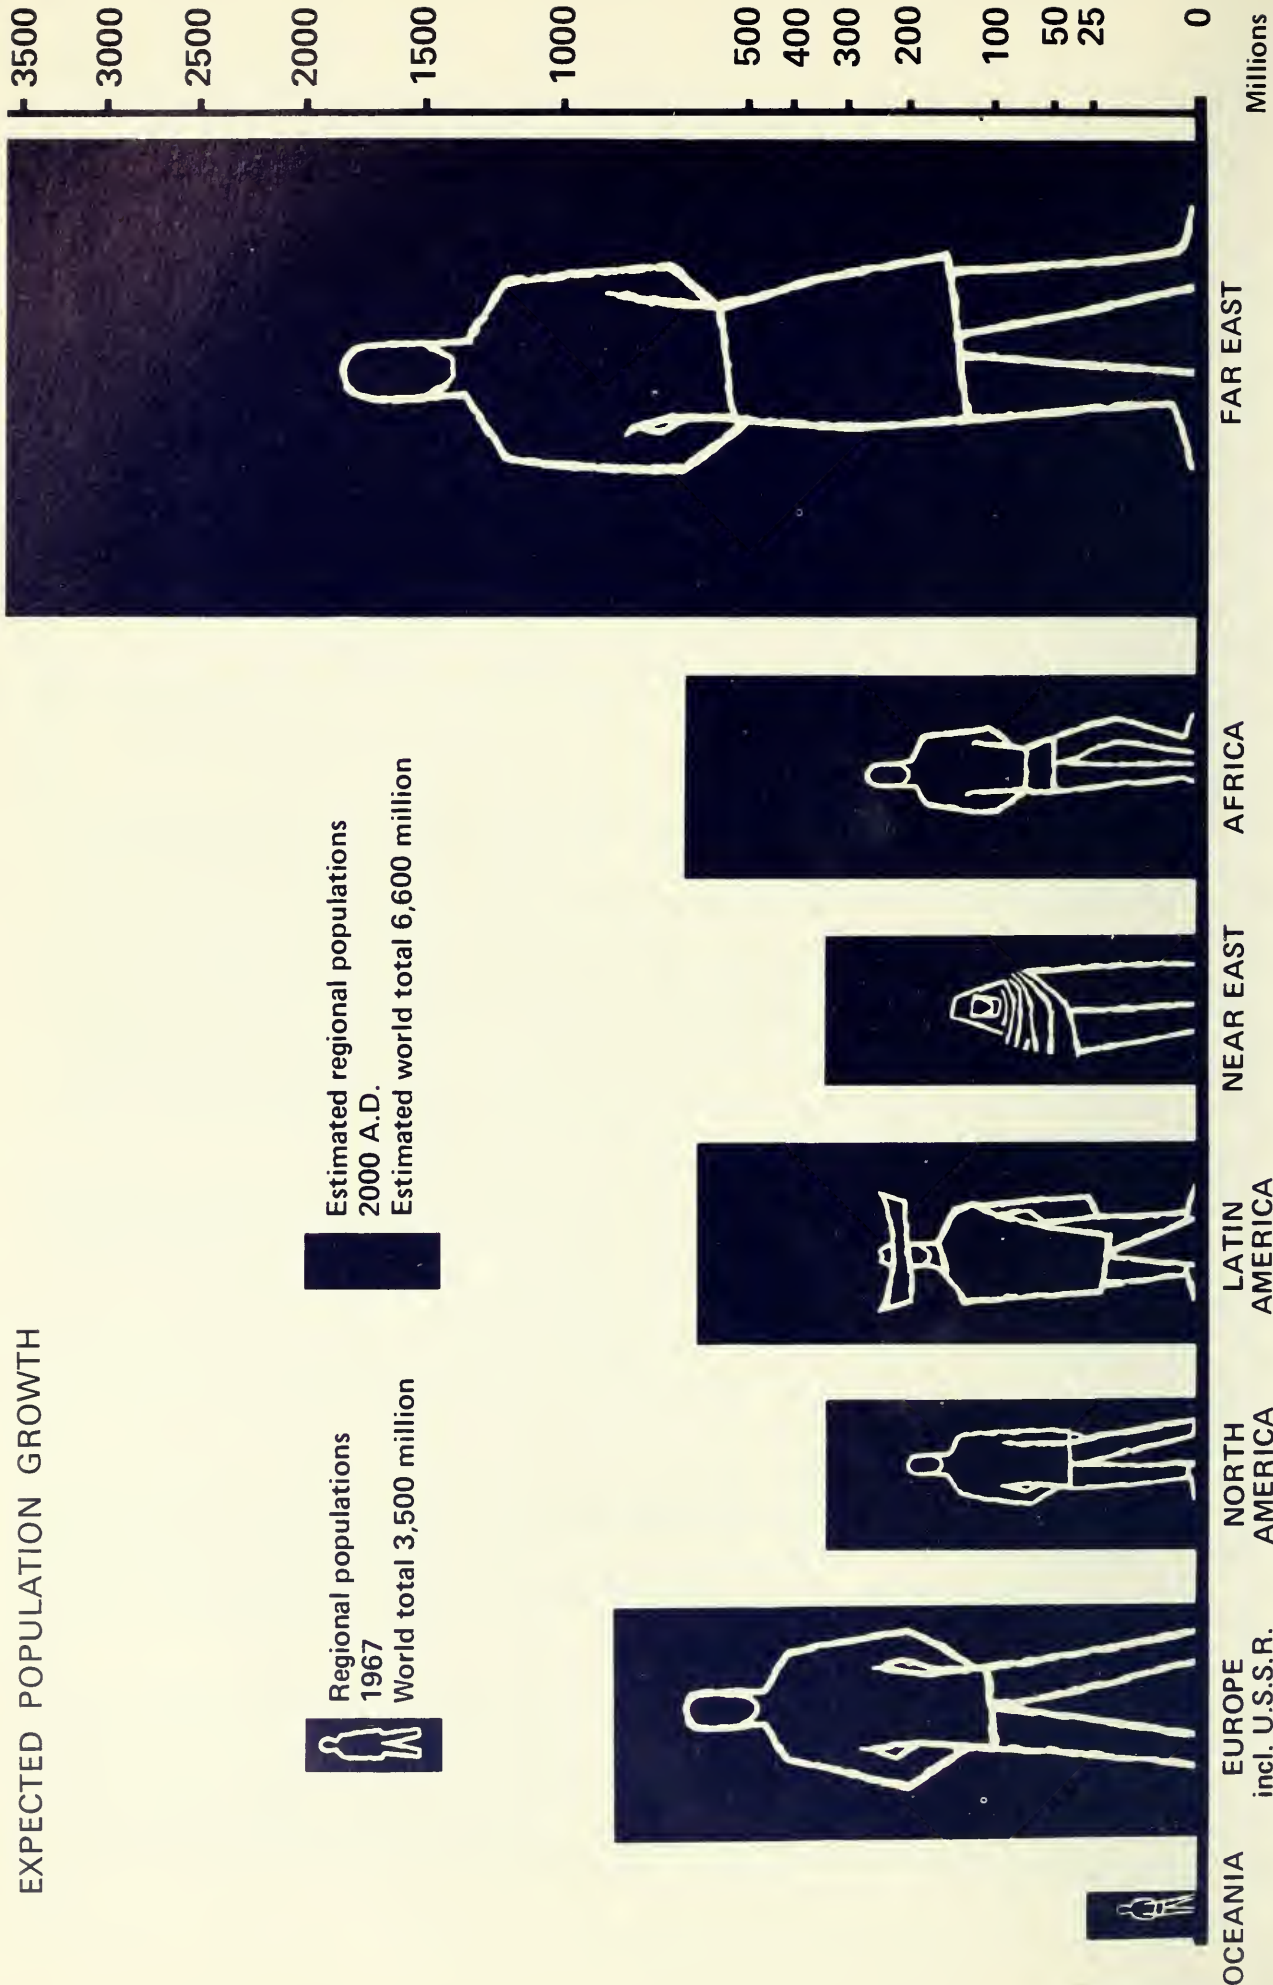 EXPECTED POPULATION GROWTH
Regional populations
1967
World total 3,500 million
Estimated regional populations
2000 A.D.
Estimated world total 6,600 million
3500
3000
2500
2000
1500
1000
500
400
300
200
100
50
25
0
Millions
OCEANIA
EUROPE
incl. U.S.S.R.
NORTH
AMERICA
LATIN
AMERICA
NEAR EAST
AFRICA
FAR EAST